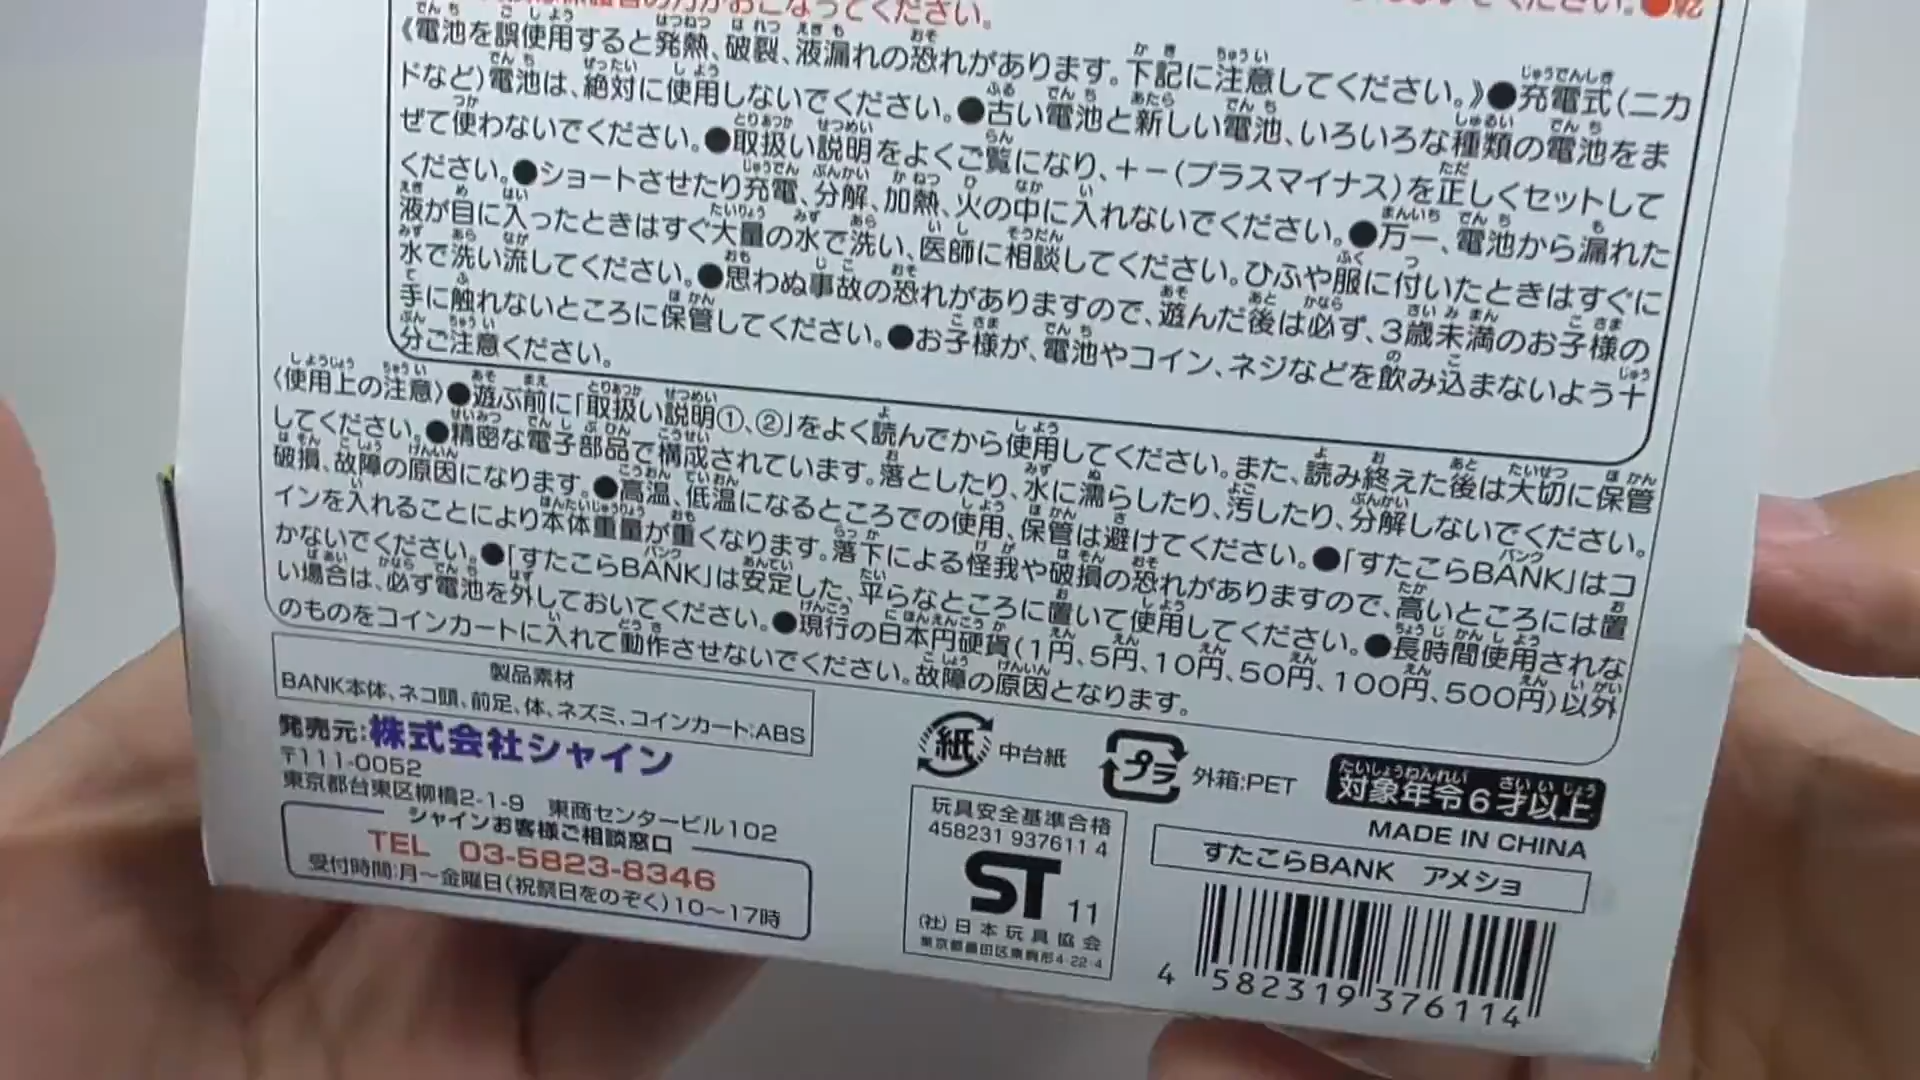 てください。
《電池を誤使用すると発熱、破裂、液漏れの恐れがあります。下記に注意してください。》●充電式(ニカ
ドなど)電池は、絶対に使用しないでください。●古い電池と新しい電池、いろいろな種類の電池をま
ぜて使わないでください。●取扱い説明をよくご覧になり、＋－(プラスマイナス)を正しくセットして
ください。●ショートさせたり充電、分解、加熱、火の中に入れないでください。●万一、電池から漏れた
液が目に入ったときはすぐ大量の水で洗い、医師に相談してください。ひふや服に付いたときはすぐに
水で洗い流してください。●思わぬ事故の恐れがありますので、遊んだ後は必ず、3歳未満のお子様の
手に触れないところに保管してください。●お子様が、電池やコイン、ネジなどを飲み込まないよう十
分ご注意ください。
〈使用上の注意〉●遊ぶ前に「取扱い説明①、②」をよく読んでから使用してください。また、読み終えた後は大切に保管
してください。●精密な電子部品で構成されています。落としたり、水に濡らしたり、汚したり、分解しないでください。
破損、故障の原因になります。●高温、低温になるところでの使用、保管は避けてください。●「すたこらBANK」はコ
インを入れることにより本体重量が重くなります。落下による怪我や破損の恐れがありますので、高いところには置
かないでください。●「すたこらBANK」は安定した、平らなところに置いて使用してください。●長時間使用されな
い場合は、必ず電池を外しておいてください。●現行の日本円硬貨(1円、5円、10円、50円、100円、500円)以外
のものをコインカートに入れて動作させないでください。故障の原因となります。
製品素材
BANK本体、ネコ頭、前足、体、ネズミ、コインカート:ABS
発売元:株式会社シャイン
〒111-0052
東京都台東区柳橋2-1-9 東商センタービル102
シャインお客様ご相談窓口
TEL 03-5823-8346
受付時間:月～金曜日(祝祭日をのぞく)10～17時
紙 中台紙
プラ 外箱:PET
対象年令6才以上
MADE IN CHINA
玩具安全基準合格
458231 937611 4
ST 11
(社)日本玩具協会
東京都墨田区東駒形4-22-4
すたこらBANK アメショ
4 582319 376114